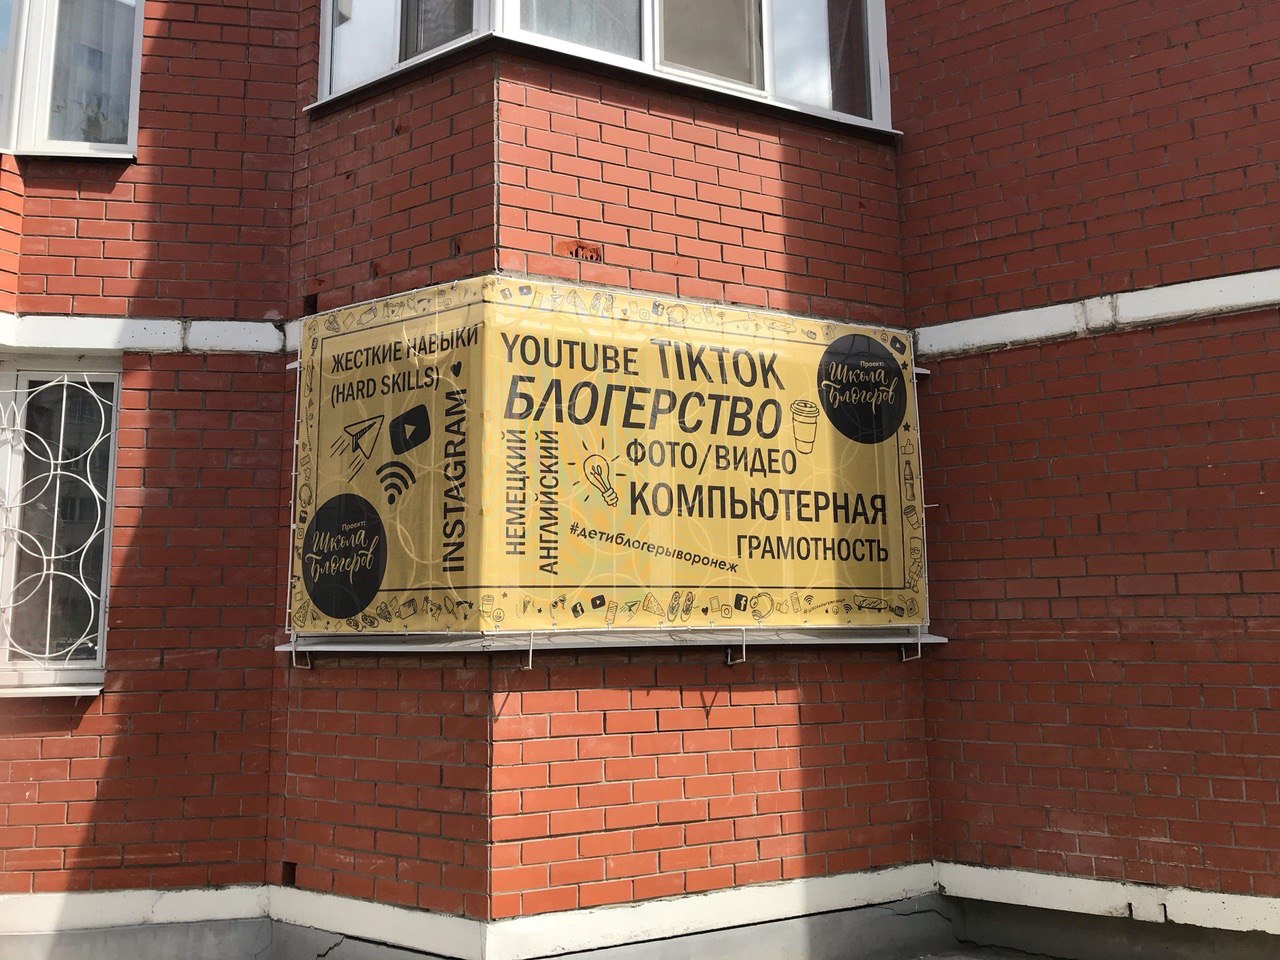 ЖЕСТКИЕ НАВЫКИ
(HARD SKILLS)
INSTAGRAM
Проект:
Школа
Блогеров
YOUTUBE TIKTOK
БЛОГЕРСТВО
НЕМЕЦКИЙ
АНГЛИЙСКИЙ
ФОТО/ВИДЕО
КОМПЬЮТЕРНАЯ
ГРАМОТНОСТЬ
#детиблогерыворонеж
Проект:
Школа
Блогеров